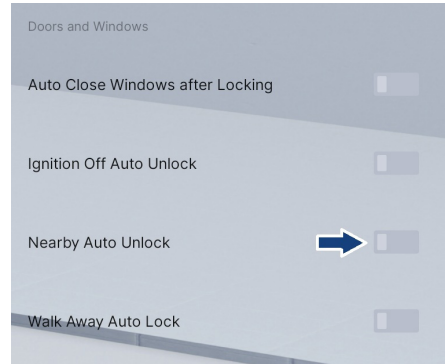 Doors and Windows
Auto Close Windows after Locking
Ignition Off Auto Unlock
Nearby Auto Unlock
Walk Away Auto Lock